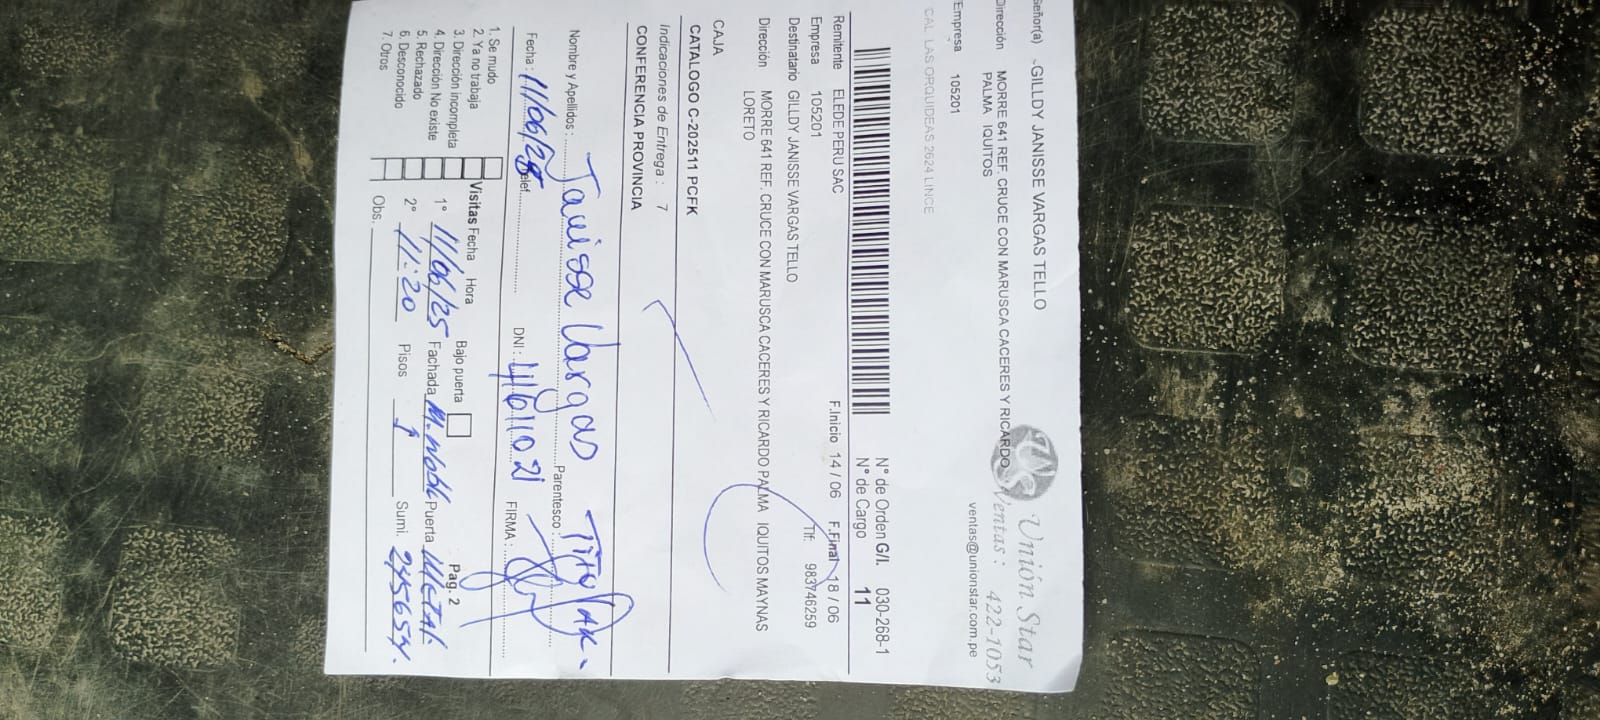 Señor(a) GILLDY JANISSE VARGAS TELLO
Unión Star
Dirección MORRE 641 REF. CRUCE CON MARUSCA CACERES Y RICARDO
PALMA IQUITOS
Ventas: 422-1053
ventas@unionstar.com.pe
Empresa 105201
CAL LAS ORQUIDEAS 2624 LINCE
N° de Orden G/I. 030-268-1
N° de Cargo 11
Remitente ELEDE PERU SAC F.Inicio 14 / 06 F.Final 18 / 06
Empresa 105201 Tlf: 983746259
Destinatario GILLDY JANISSE VARGAS TELLO
Dirección MORRE 641 REF. CRUCE CON MARUSCA CACERES Y RICARDO PALMA IQUITOS MAYNAS
LORETO
CAJA
CATALOGO C-202511 PCFK
Indicaciones de Entrega : 7
CONFERENCIA PROVINCIA
Nombre y Apellidos : Janisse Vargas Parentesco: Titular.
Fecha : 11/06/25 Telef. DNI : 41611021 FIRMA :
1. Se mudo
2. Ya no trabaja
3. Dirección incompleta
4. Dirección No existe
5. Rechazado
6. Desconocido
7. Otros
Visitas Fecha Hora Bajo puerta Pag. 2
1° 11/06/25 Fachada Puerta Metal.
2° 11:20 Pisos 1 Sumi. 245654.
Obs.